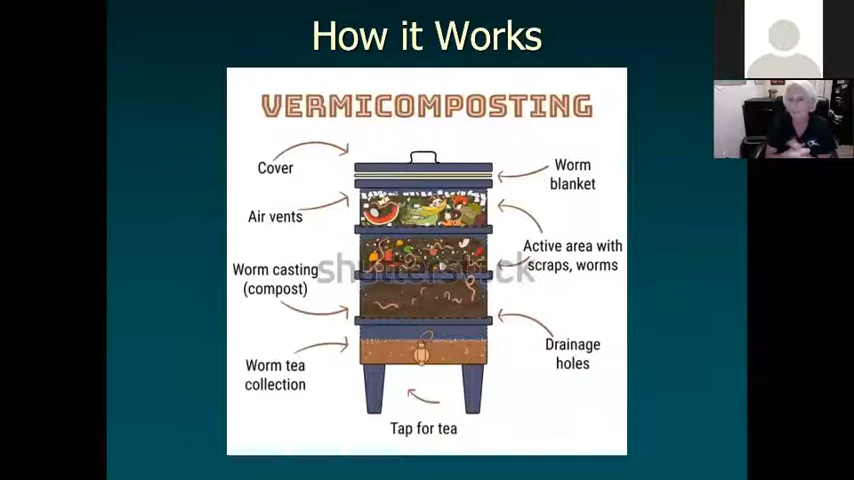 How it Works
VERMICOMPOSTING
Cover
Worm
blanket
Air vents
Active area with
scraps, worms
Worm casting
(compost)
shutterstock
Drainage
holes
Worm tea
collection
Tap for tea